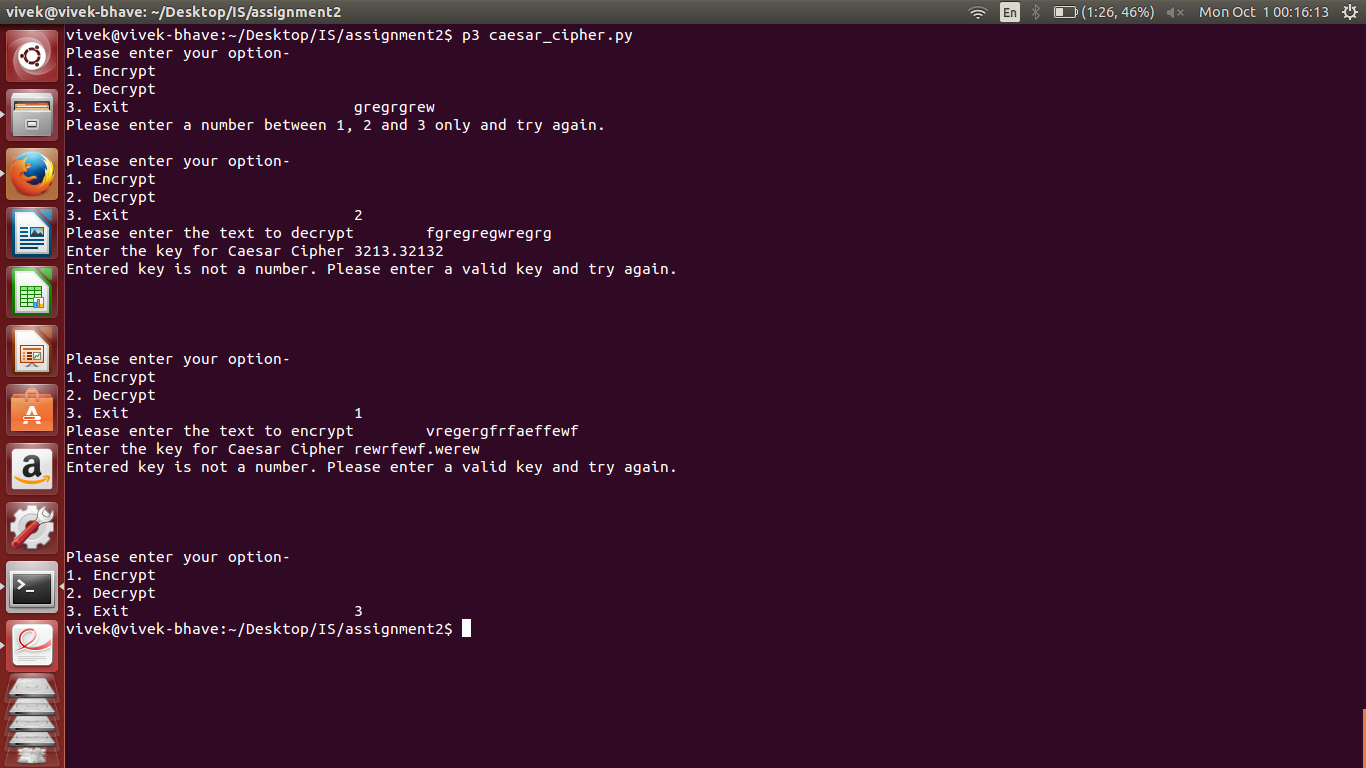 vivek@vivek-bhave: ~/Desktop/IS/assignment2 En (1:26, 46%) Mon Oct 1 00:16:13
vivek@vivek-bhave:~/Desktop/IS/assignment2$ p3 caesar_cipher.py
Please enter your option-
1. Encrypt
2. Decrypt
3. Exit gregrgrew
Please enter a number between 1, 2 and 3 only and try again.
Please enter your option-
1. Encrypt
2. Decrypt
3. Exit 2
Please enter the text to decrypt fgregregwregrg
Enter the key for Caesar Cipher 3213.32132
Entered key is not a number. Please enter a valid key and try again.
Please enter your option-
1. Encrypt
2. Decrypt
3. Exit 1
Please enter the text to encrypt vregergfrfaeffewf
Enter the key for Caesar Cipher rewrfewf.werew
Entered key is not a number. Please enter a valid key and try again.
Please enter your option-
1. Encrypt
2. Decrypt
3. Exit 3
vivek@vivek-bhave:~/Desktop/IS/assignment2$